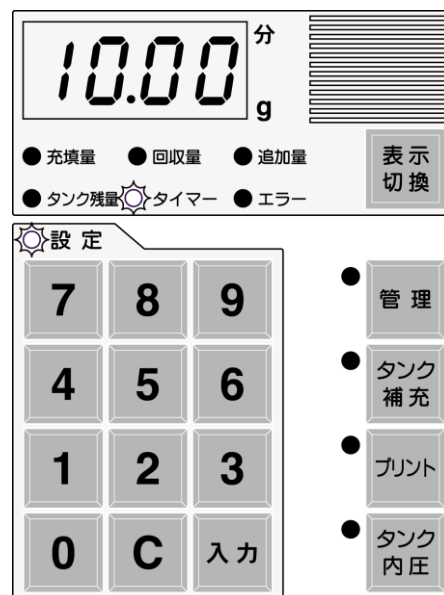 10.00 分
g
充填量 回収量 追加量
タンク残量 タイマー エラー
表示
切換
設定
7 8 9
4 5 6
1 2 3
0 C 入力
管理
タンク
補充
プリント
タンク
内圧